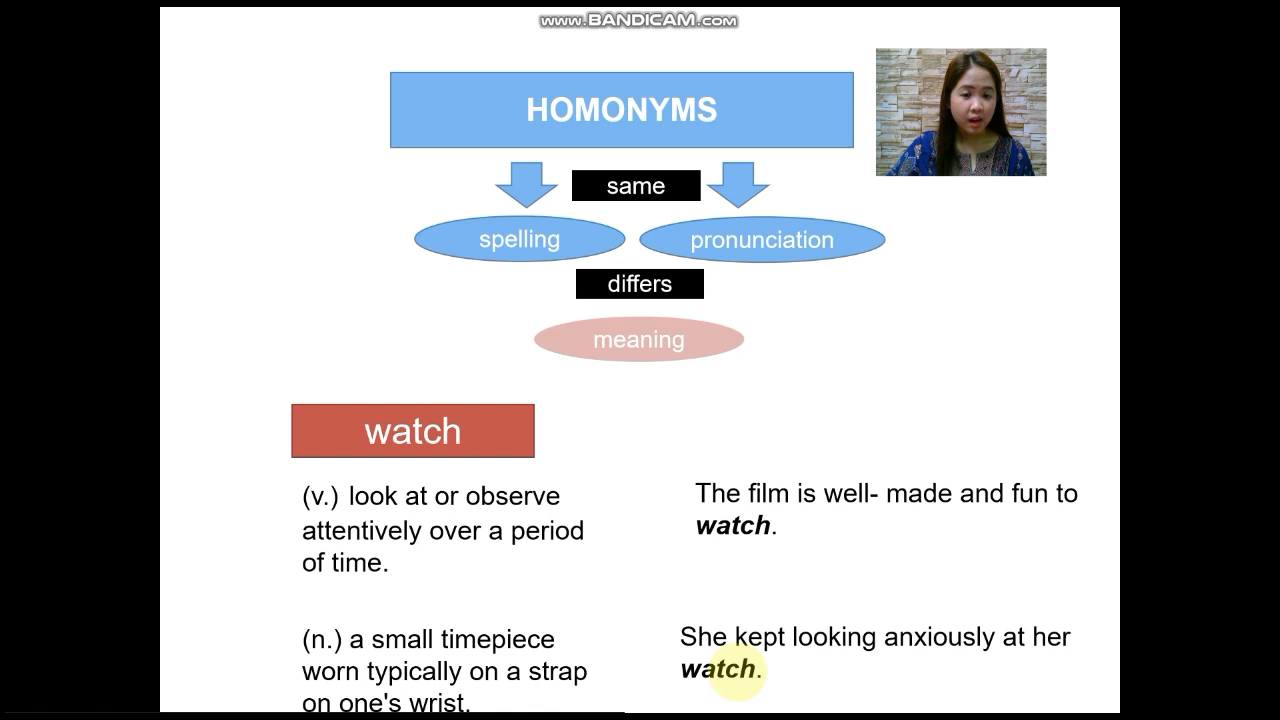 www.BANDICAM.com
HOMONYMS
same
spelling
pronunciation
differs
meaning
watch
(v.) look at or observe
attentively over a period
of time.
The film is well- made and fun to
watch.
(n.) a small timepiece
worn typically on a strap
on one's wrist.
She kept looking anxiously at her
watch.